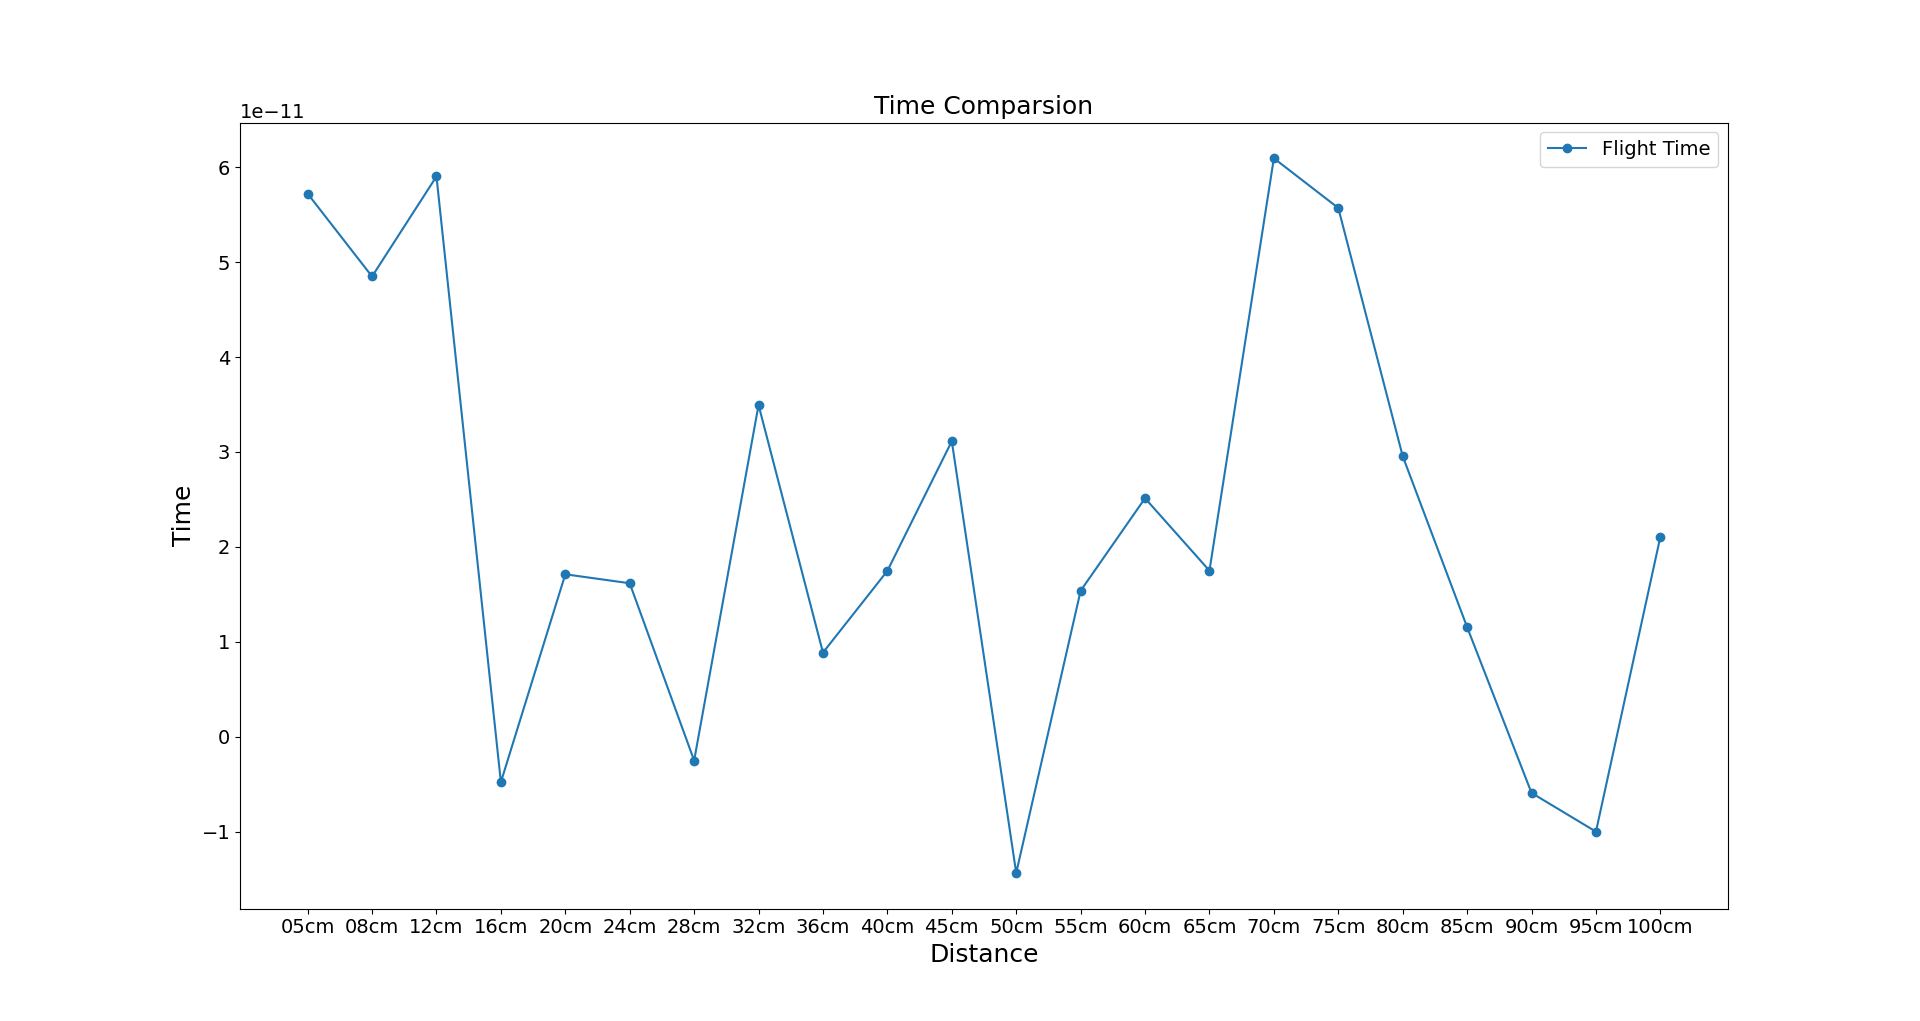 Time Comparsion
1e−11
Flight Time
6
5
4
3
2
1
0
−1
Time
05cm 08cm 12cm 16cm 20cm 24cm 28cm 32cm 36cm 40cm 45cm 50cm 55cm 60cm 65cm 70cm 75cm 80cm 85cm 90cm 95cm 100cm
Distance